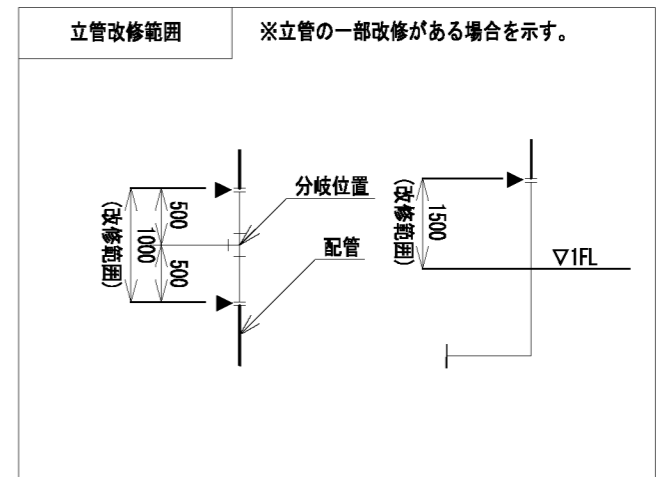 立管改修範囲
※立管の一部改修がある場合を示す。
500
1000
500
(改修範囲)
分岐位置
配管
1500
(改修範囲)
▽1FL